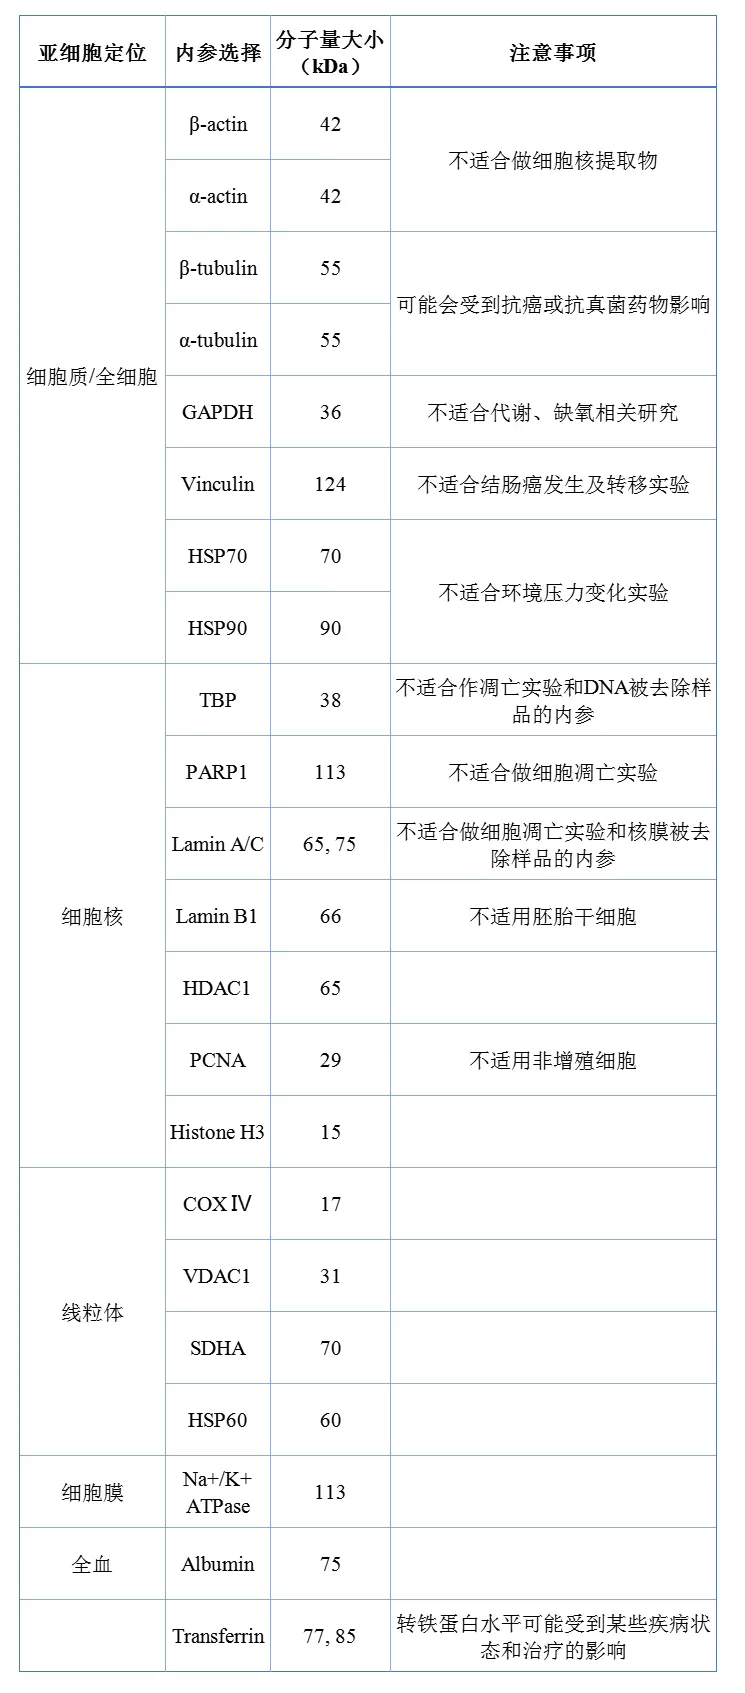 亚细胞定位 内参选择 分子量大小
（kDa） 注意事项
细胞质/全细胞
β-actin 42
不适合做细胞核提取物
α-actin 42
β-tubulin 55
可能会受到抗癌或抗真菌药物影响
α-tubulin 55
GAPDH 36 不适合代谢、缺氧相关研究
Vinculin 124 不适合结肠癌发生及转移实验
HSP70 70
不适合环境压力变化实验
HSP90 90
细胞核
TBP 38 不适合作凋亡实验和DNA被去除样
品的内参
PARP1 113 不适合做细胞凋亡实验
Lamin A/C 65, 75 不适合做细胞凋亡实验和核膜被去
除样品的内参
Lamin B1 66 不适用胚胎干细胞
HDAC1 65
PCNA 29 不适用非增殖细胞
Histone H3 15
线粒体
COX Ⅳ 17
VDAC1 31
SDHA 70
HSP60 60
细胞膜 Na+/K+
ATPase 113
全血 Albumin 75
Transferrin 77, 85 转铁蛋白水平可能受到某些疾病状
态和治疗的影响